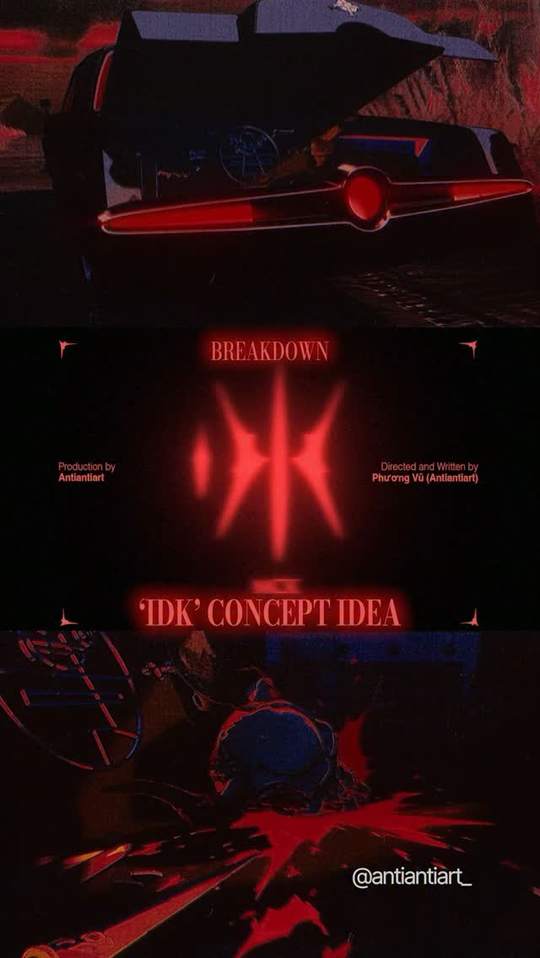 BREAKDOWN
Production by
Antiantiart
Directed and Written by
Phương Vũ (Antiantiart)
‘IDK’ CONCEPT IDEA
@antiantiart_